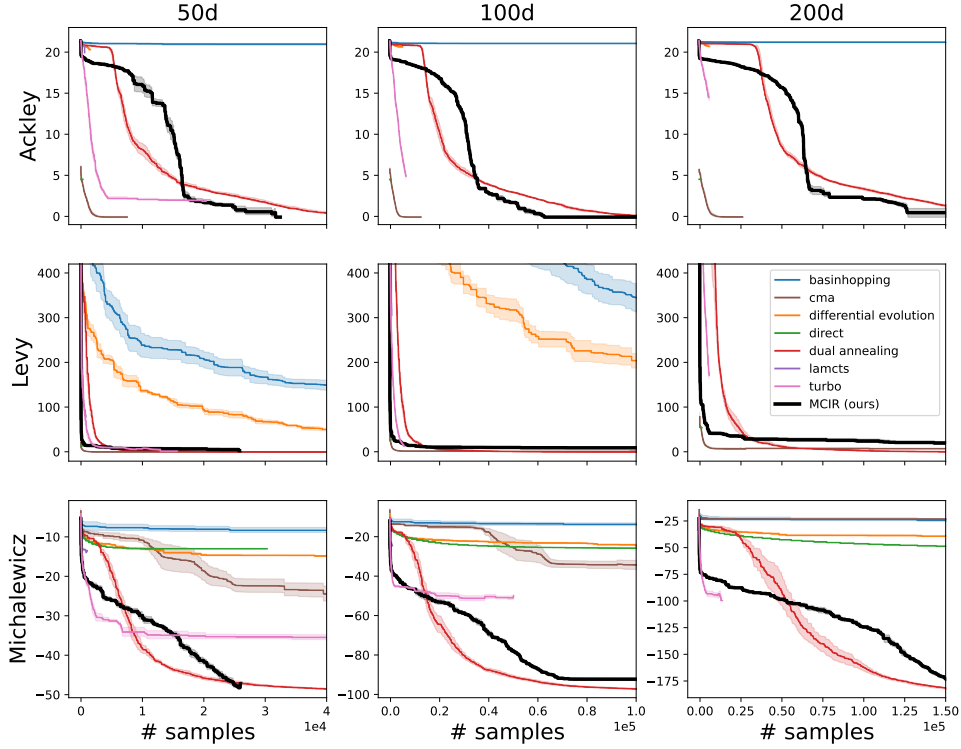 50d 100d 200d
Ackley
20
15
10
5
0
20
15
10
5
0
20
15
10
5
0
Levy
400
300
200
100
0
400
300
200
100
0
400
300
200
100
0
basinhopping
cma
differential evolution
direct
dual annealing
lamcts
turbo
MCIR (ours)
Michalewicz
−10
−20
−30
−40
−50
−20
−40
−60
−80
−100
−25
−50
−75
−100
−125
−150
−175
0 1 2 3 4
1e4
0.0 0.2 0.4 0.6 0.8 1.0
1e5
0.00 0.25 0.50 0.75 1.00 1.25 1.50
1e5
# samples # samples # samples